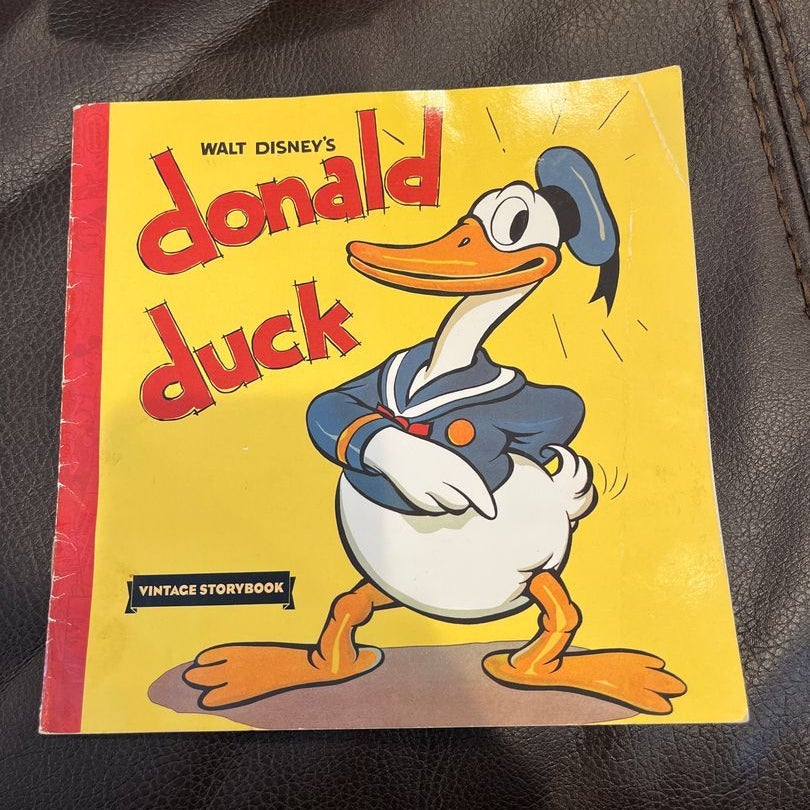 WALT DISNEY'S
donald
duck
VINTAGE STORYBOOK